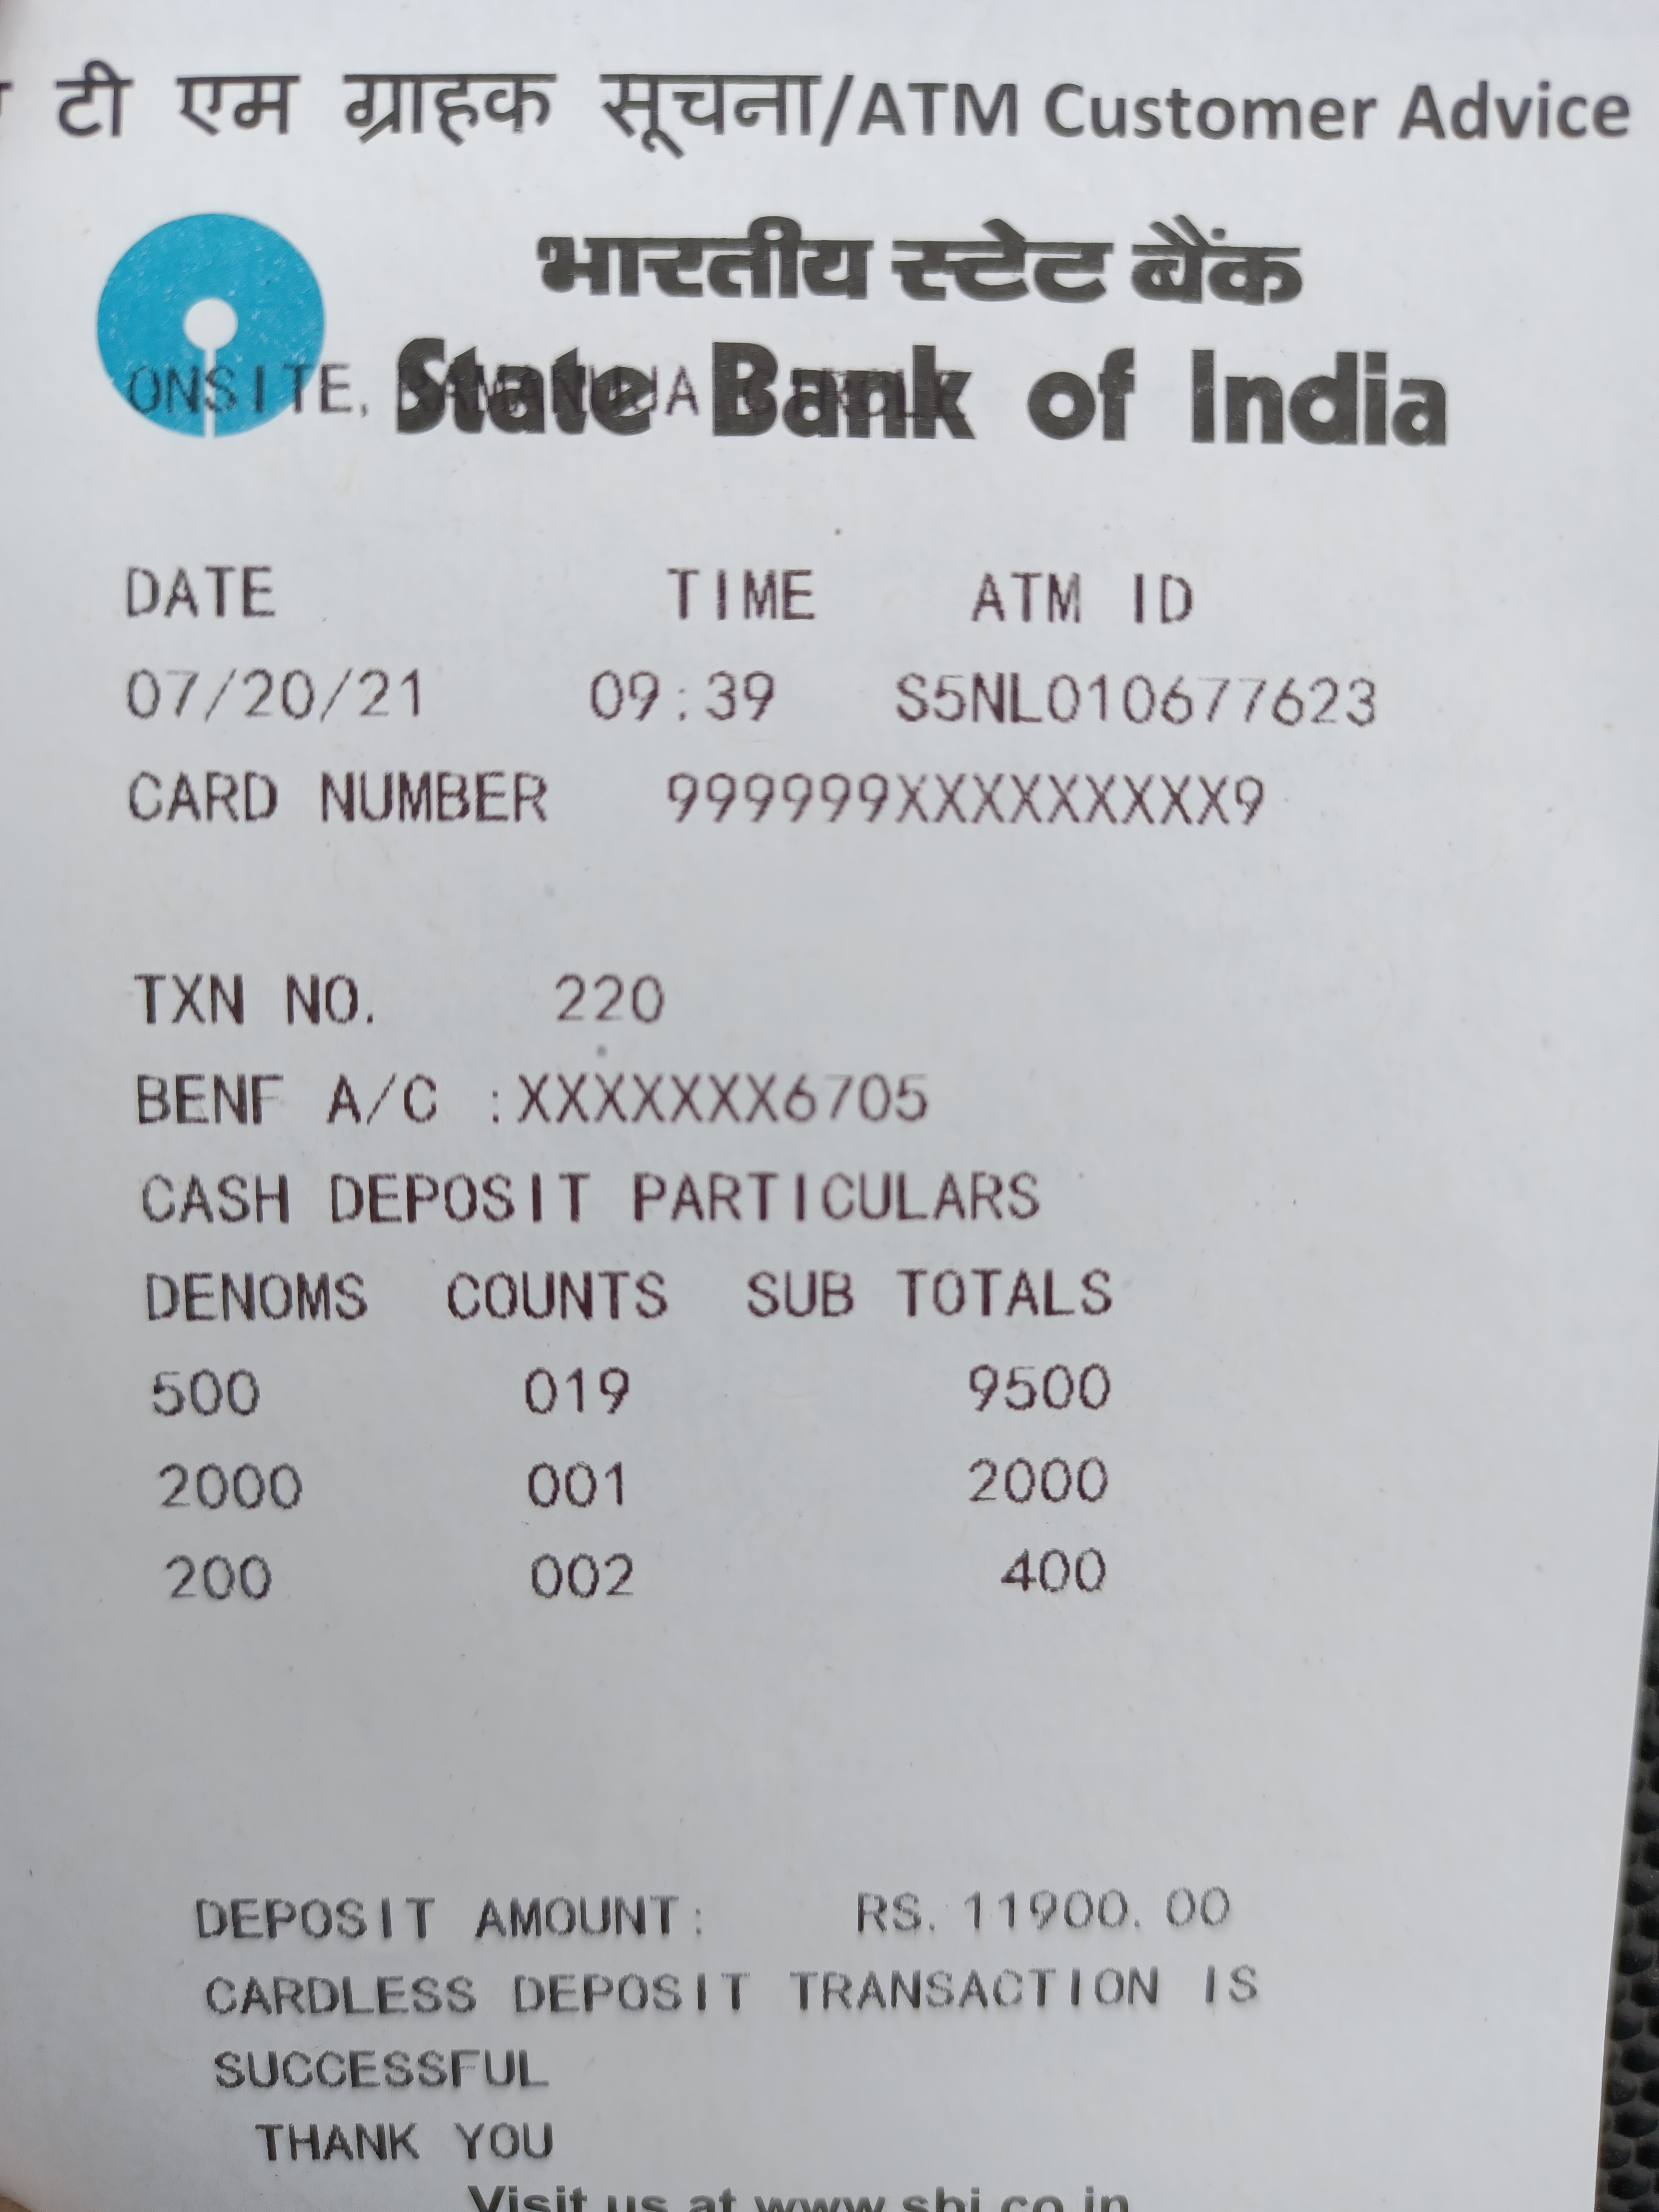 टी एम ग्राहक सूचना/ATM Customer Advice
भारतीय स्टेट बैंक
State Bank of India
ONSITE, RAMANUJA CIRCLE
DATE TIME ATM ID
07/20/21 09:39 S5NL010677623
CARD NUMBER 999999XXXXXXXXX9
TXN NO. 220
BENF A/C :XXXXXXX6705
CASH DEPOSIT PARTICULARS
DENOMS COUNTS SUB TOTALS
500 019 9500
2000 001 2000
200 002 400
DEPOSIT AMOUNT: RS. 11900.00
CARDLESS DEPOSIT TRANSACTION IS
SUCCESSFUL
THANK YOU
Visit us at www.sbi.co.in